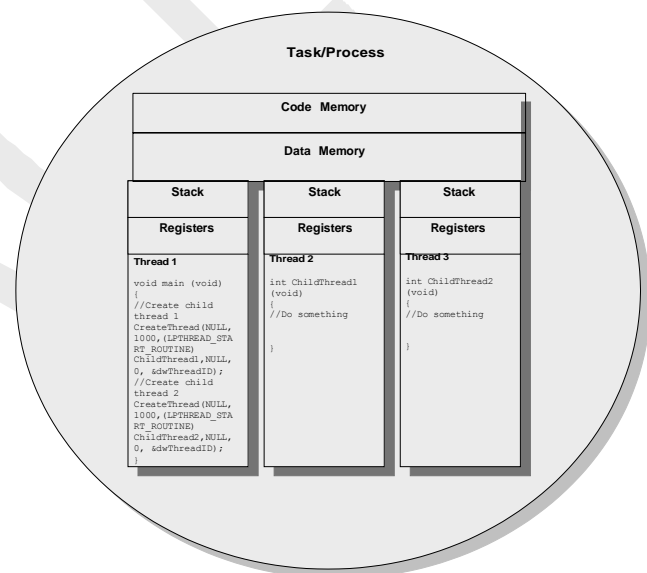 Task/Process
Code Memory
Data Memory
Stack
Registers
Thread 1
void main (void)
{
//Create child
thread 1
CreateThread(NULL,
1000,(LPTHREAD_STA
RT_ROUTINE)
ChildThread1,NULL,
0, &dwThreadID);
//Create child
thread 2
CreateThread(NULL,
1000,(LPTHREAD_STA
RT_ROUTINE)
ChildThread2,NULL,
0, &dwThreadID);
}
Stack
Registers
Thread 2
int ChildThread1
(void)
{
//Do something
}
Stack
Registers
Thread 3
int ChildThread2
(void)
{
//Do something
}